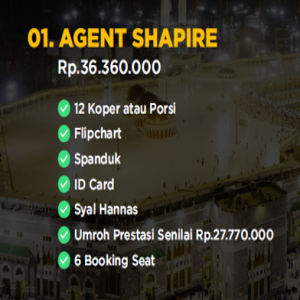 01. AGENT SHAPIRE
Rp.36.360.000
12 Koper atau Porsi
Flipchart
Spanduk
ID Card
Syal Hannas
Umroh Prestasi Senilai Rp.27.770.000
6 Booking Seat